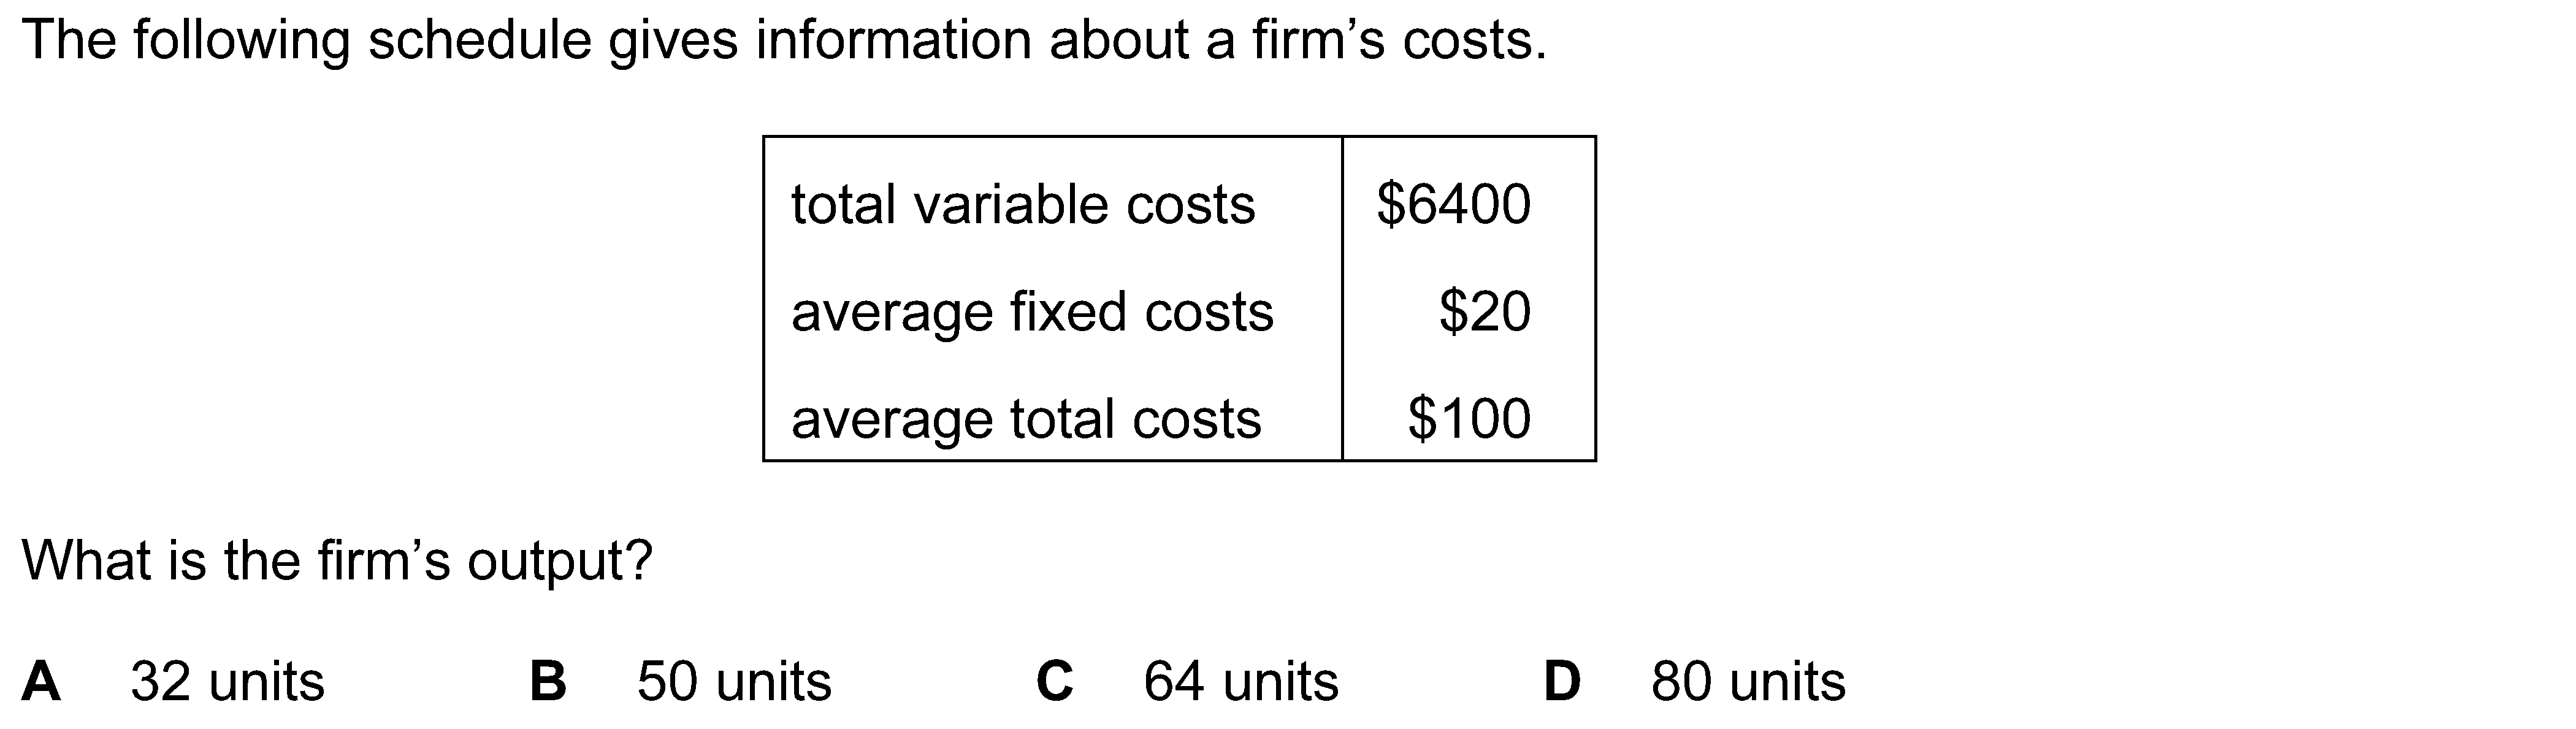 The following schedule gives information about a firm’s costs.
total variable costs $6400
average fixed costs $20
average total costs $100
What is the firm’s output?
A 32 units B 50 units C 64 units D 80 units